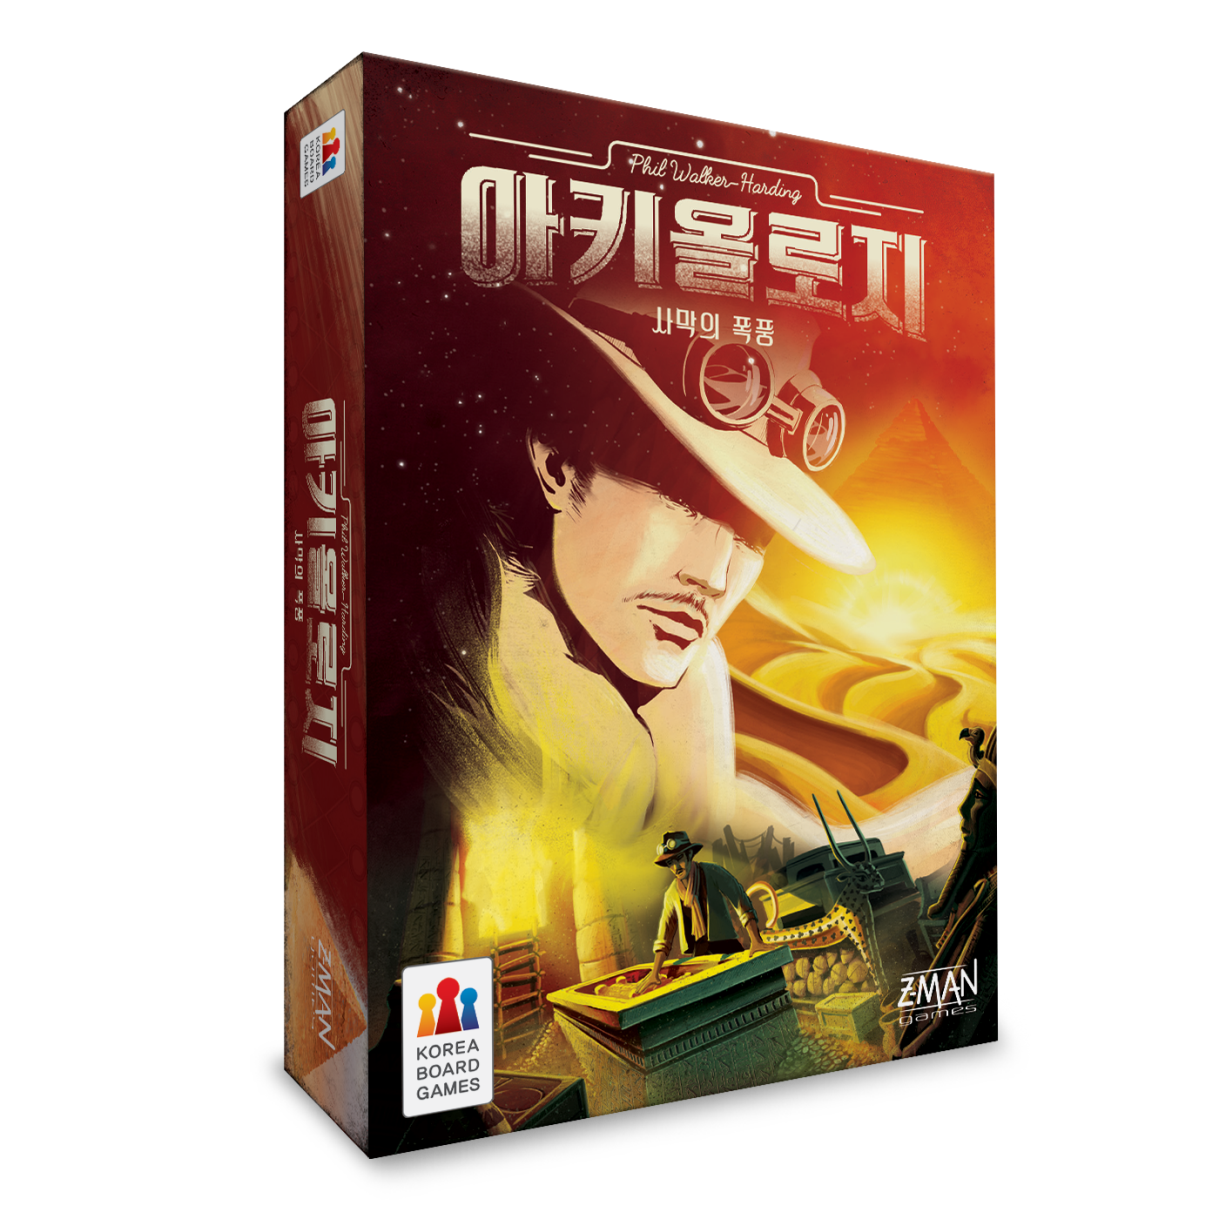 Phil Walker-Harding
아키올로지
사막의 폭풍
KOREA
BOARD
GAMES
Z-MAN
games
KOREA
BOARD
GAMES
아키올로지
Phil Walker-Harding
사막의 폭풍
Z-MAN